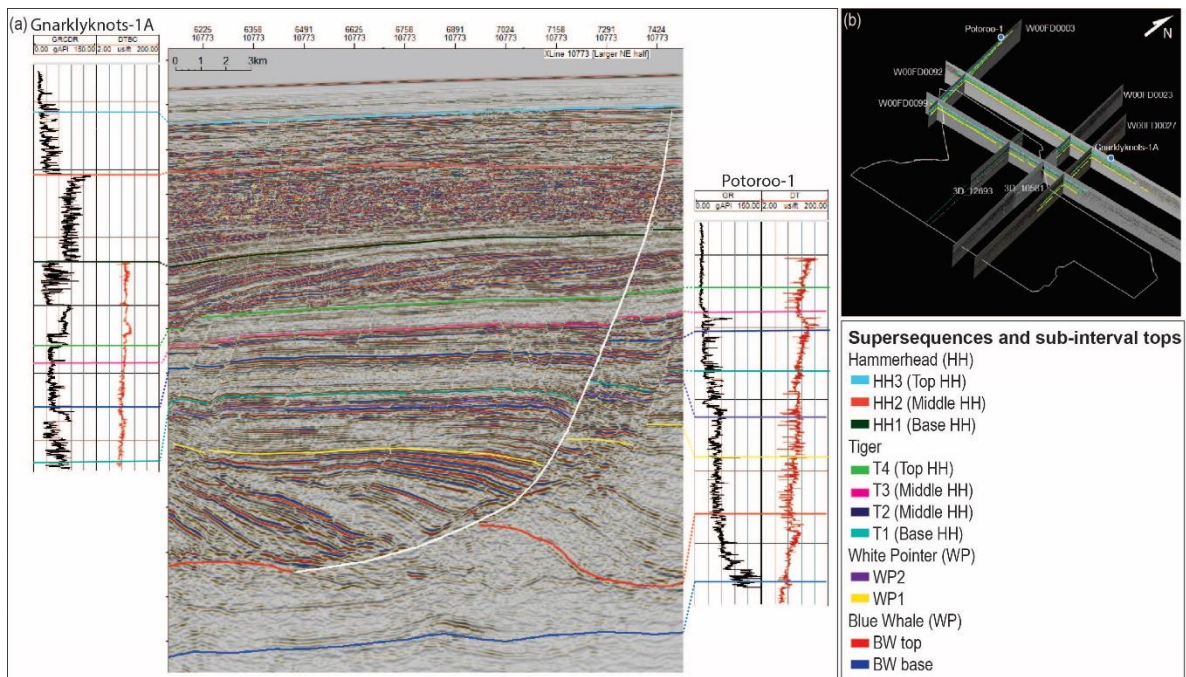 (a) Gnarklyknots-1A
GRCDR DTBC
0.00 gAPI 150.00 2.00 us/ft 200.00
6225 6358 6491 6625 6758 6891 7024 7158 7291 7424
10773 10773 10773 10773 10773 10773 10773 10773 10773 10773
XLine 10773 [Larger NE half]
0 1 2 3km
Potoroo-1
GR DT
0.00 gAPI 150.00 2.00 us/ft 200.00
(b)
N
Potoroo-1
W00FD0003
W00FD0092
W00FD0099
W00FD0023
W00FD0027
Gnarklyknots-1A
3D_12693
3D_10581
Supersequences and sub-interval tops
Hammerhead (HH)
HH3 (Top HH)
HH2 (Middle HH)
HH1 (Base HH)
Tiger
T4 (Top HH)
T3 (Middle HH)
T2 (Middle HH)
T1 (Base HH)
White Pointer (WP)
WP2
WP1
Blue Whale (WP)
BW top
BW base